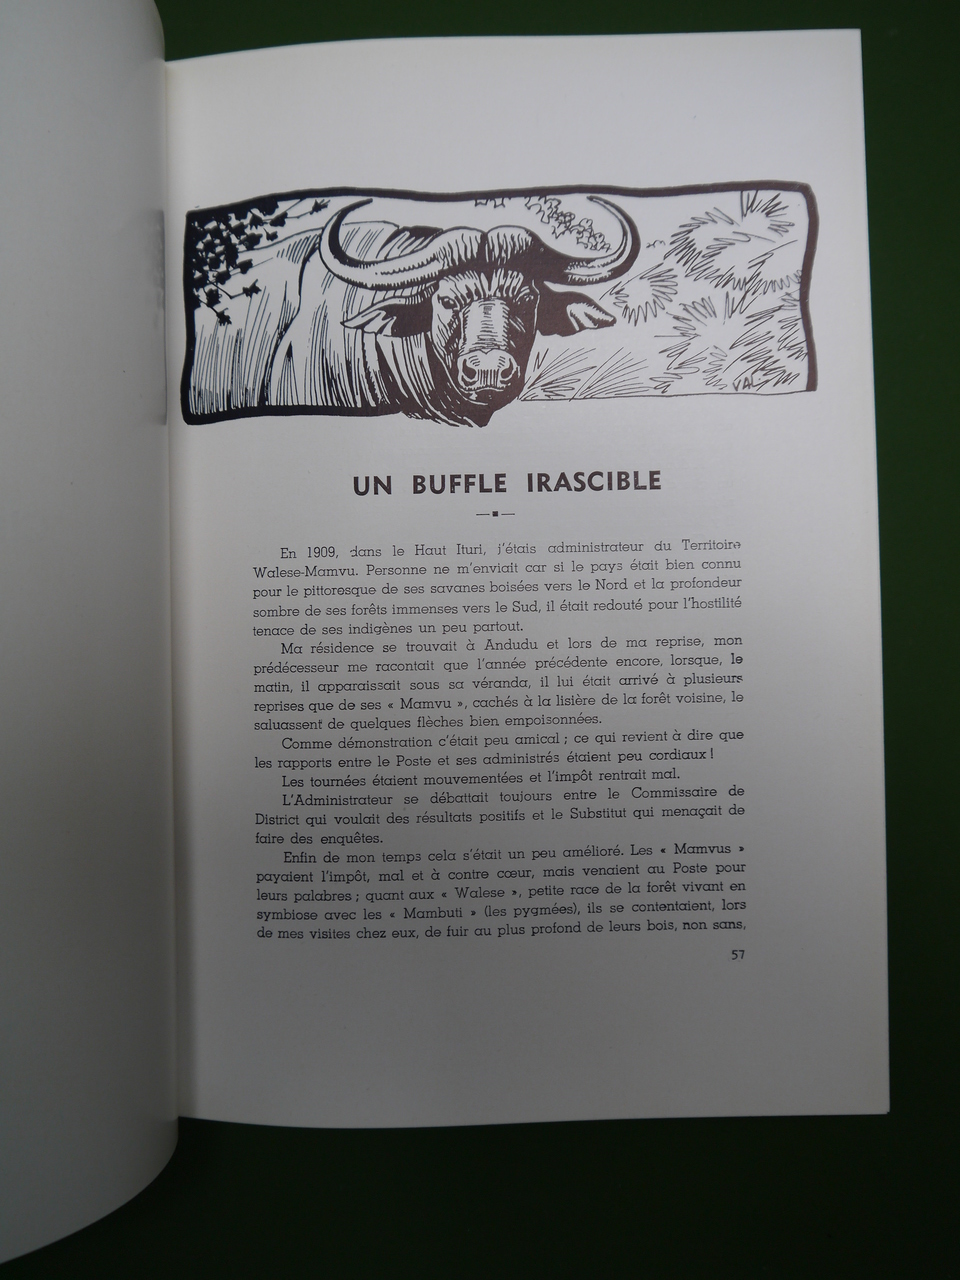 VAL
UN BUFFLE IRASCIBLE
En 1909, dans le Haut Ituri, j'étais administrateur du Territoire
Walese-Mamvu. Personne ne m'enviait car si le pays était bien connu
pour le pittoresque de ses savanes boisées vers le Nord et la profondeur
sombre de ses forêts immenses vers le Sud, il était redouté pour l'hostilité
tenace de ses indigènes un peu partout.
Ma résidence se trouvait à Andudu et lors de ma reprise, mon
prédécesseur me racontait que l'année précédente encore, lorsque, le
matin, il apparaissait sous sa véranda, il lui était arrivé à plusieurs
reprises que de ses « Mamvu », cachés à la lisière de la forêt voisine, le
saluassent de quelques flèches bien empoisonnées.
Comme démonstration c'était peu amical ; ce qui revient à dire que
les rapports entre le Poste et ses administrés étaient peu cordiaux !
Les tournées étaient mouvementées et l'impôt rentrait mal.
L'Administrateur se débattait toujours entre le Commissaire de
District qui voulait des résultats positifs et le Substitut qui menaçait de
faire des enquêtes.
Enfin de mon temps cela s'était un peu amélioré. Les « Mamvus »
payaient l'impôt, mal et à contre cœur, mais venaient au Poste pour
leurs palabres ; quant aux « Walese », petite race de la forêt vivant en
symbiose avec les « Mambuti » (les pygmées), ils se contentaient, lors
de mes visites chez eux, de fuir au plus profond de leurs bois, non sans,
57